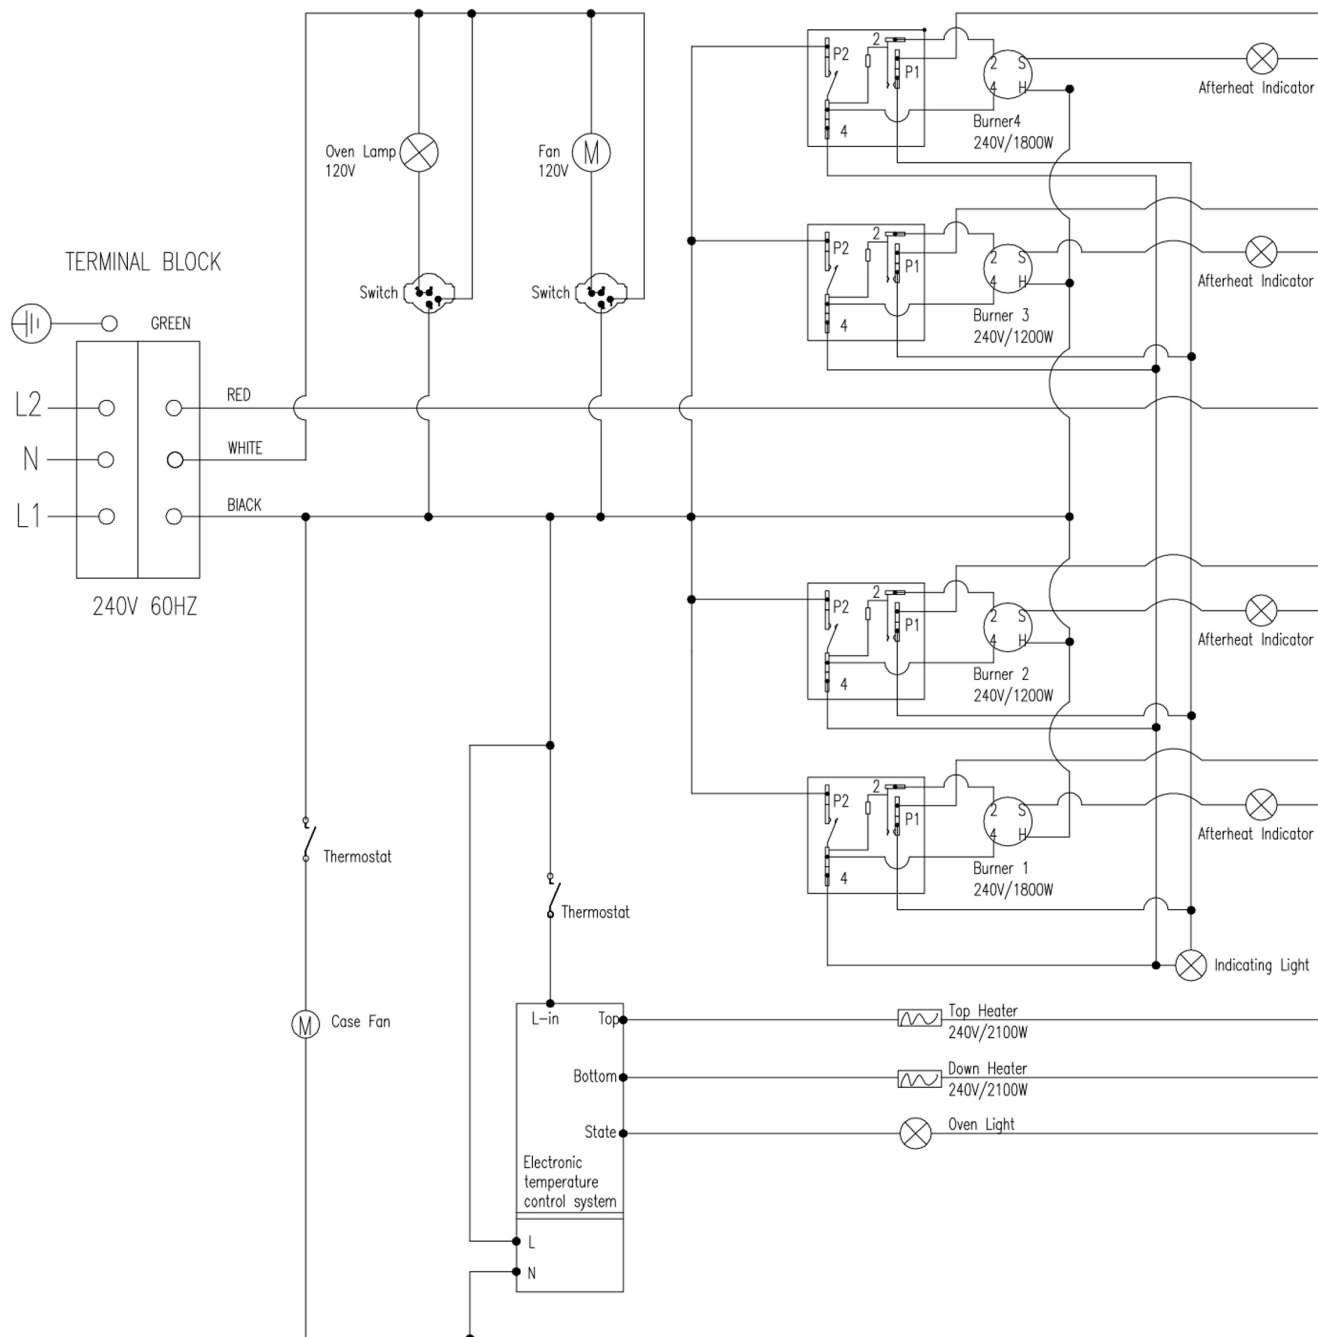 2
P2
P1
4
2 S
4 H
Burner4
240V/1800W
Afterheat Indicator
Oven Lamp
120V
Fan
120V
M
2
P2
P1
4
2 S
4 H
Burner 3
240V/1200W
Afterheat Indicator
TERMINAL BLOCK
Switch
Switch
GREEN
L2
RED
N
WHITE
L1
BIACK
240V 60HZ
2
P2
P1
4
2 S
4 H
Burner 2
240V/1200W
Afterheat Indicator
2
P2
P1
4
2 S
4 H
Burner 1
240V/1800W
Afterheat Indicator
Thermostat
Thermostat
Indicating Light
M
Case Fan
L-in
Top
Top Heater
240V/2100W
Bottom
Down Heater
240V/2100W
State
Oven Light
Electronic
temperature
control system
L
N